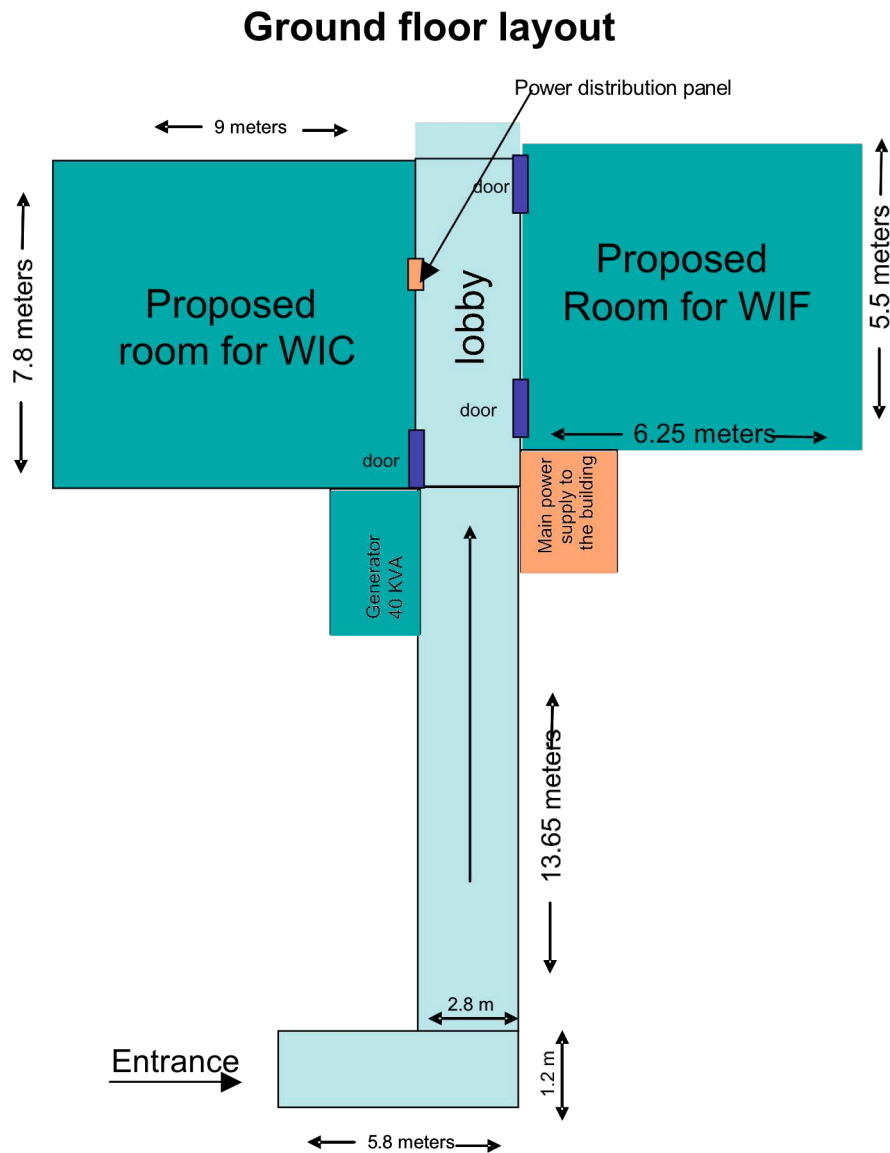 Ground floor layout
Power distribution panel
9 meters
door
7.8 meters
Proposed
room for WIC
lobby
Proposed
Room for WIF
5.5 meters
door
6.25 meters
door
Main power
supply to
the building
Generator
40 KVA
13.65 meters
2.8 m
Entrance
1.2 m
5.8 meters